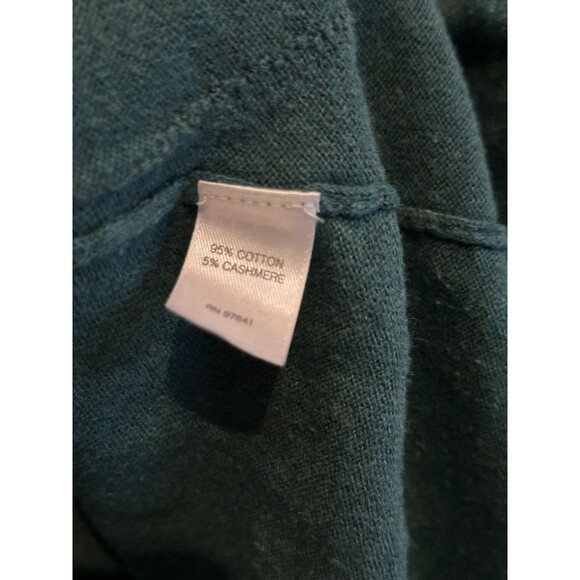 95% COTTON
5% CASHMERE
RN 97641